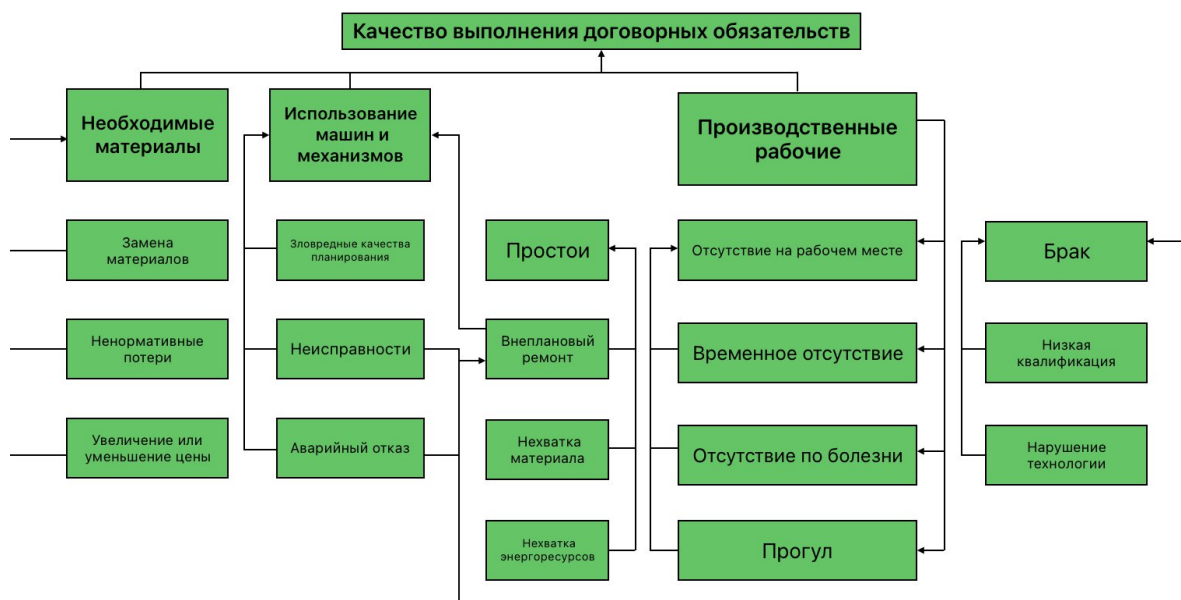 Качество выполнения договорных обязательств
Необходимые
материалы
Использование
машин и
механизмов
Производственные
рабочие
Замена
материалов
Зловредные качества
планирования
Простои
Отсутствие на рабочем месте
Брак
Ненормативные
потери
Неисправности
Внеплановый
ремонт
Временное отсутствие
Низкая
квалификация
Увеличение или
уменьшение цены
Аварийный отказ
Нехватка
материала
Отсутствие по болезни
Нарушение
технологии
Нехватка
энергоресурсов
Прогул